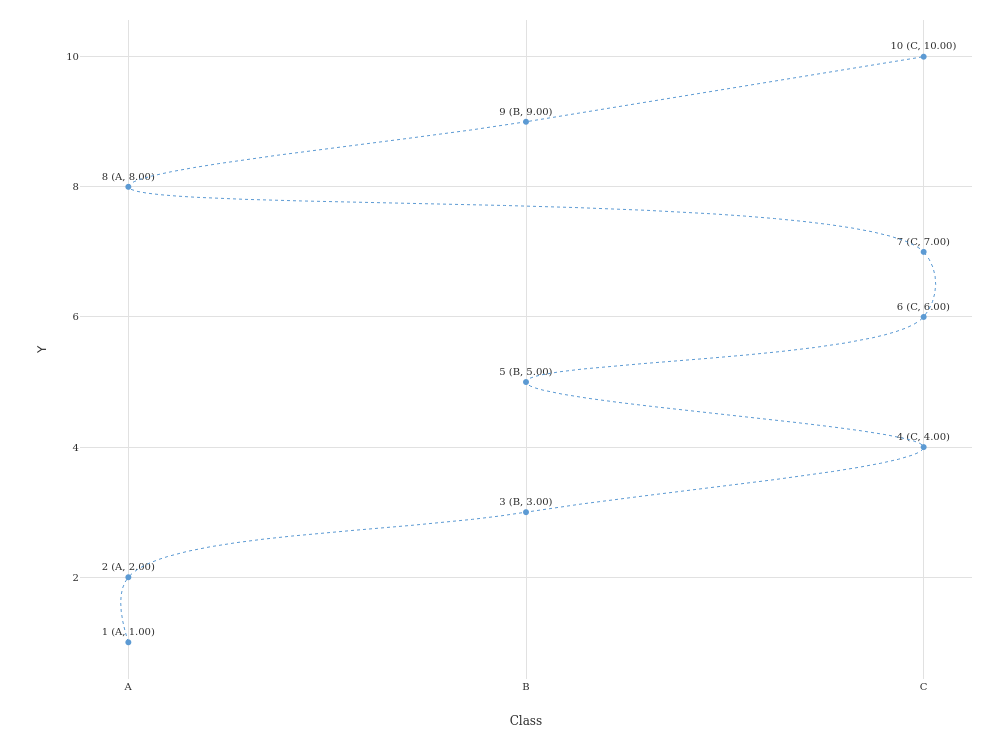 10 (C, 10.00)
10
9 (B, 9.00)
8 (A, 8.00)
8
7 (C, 7.00)
6 (C, 6.00)
6
Y
5 (B, 5.00)
4 (C, 4.00)
4
3 (B, 3.00)
2 (A, 2.00)
2
1 (A, 1.00)
A B C
Class